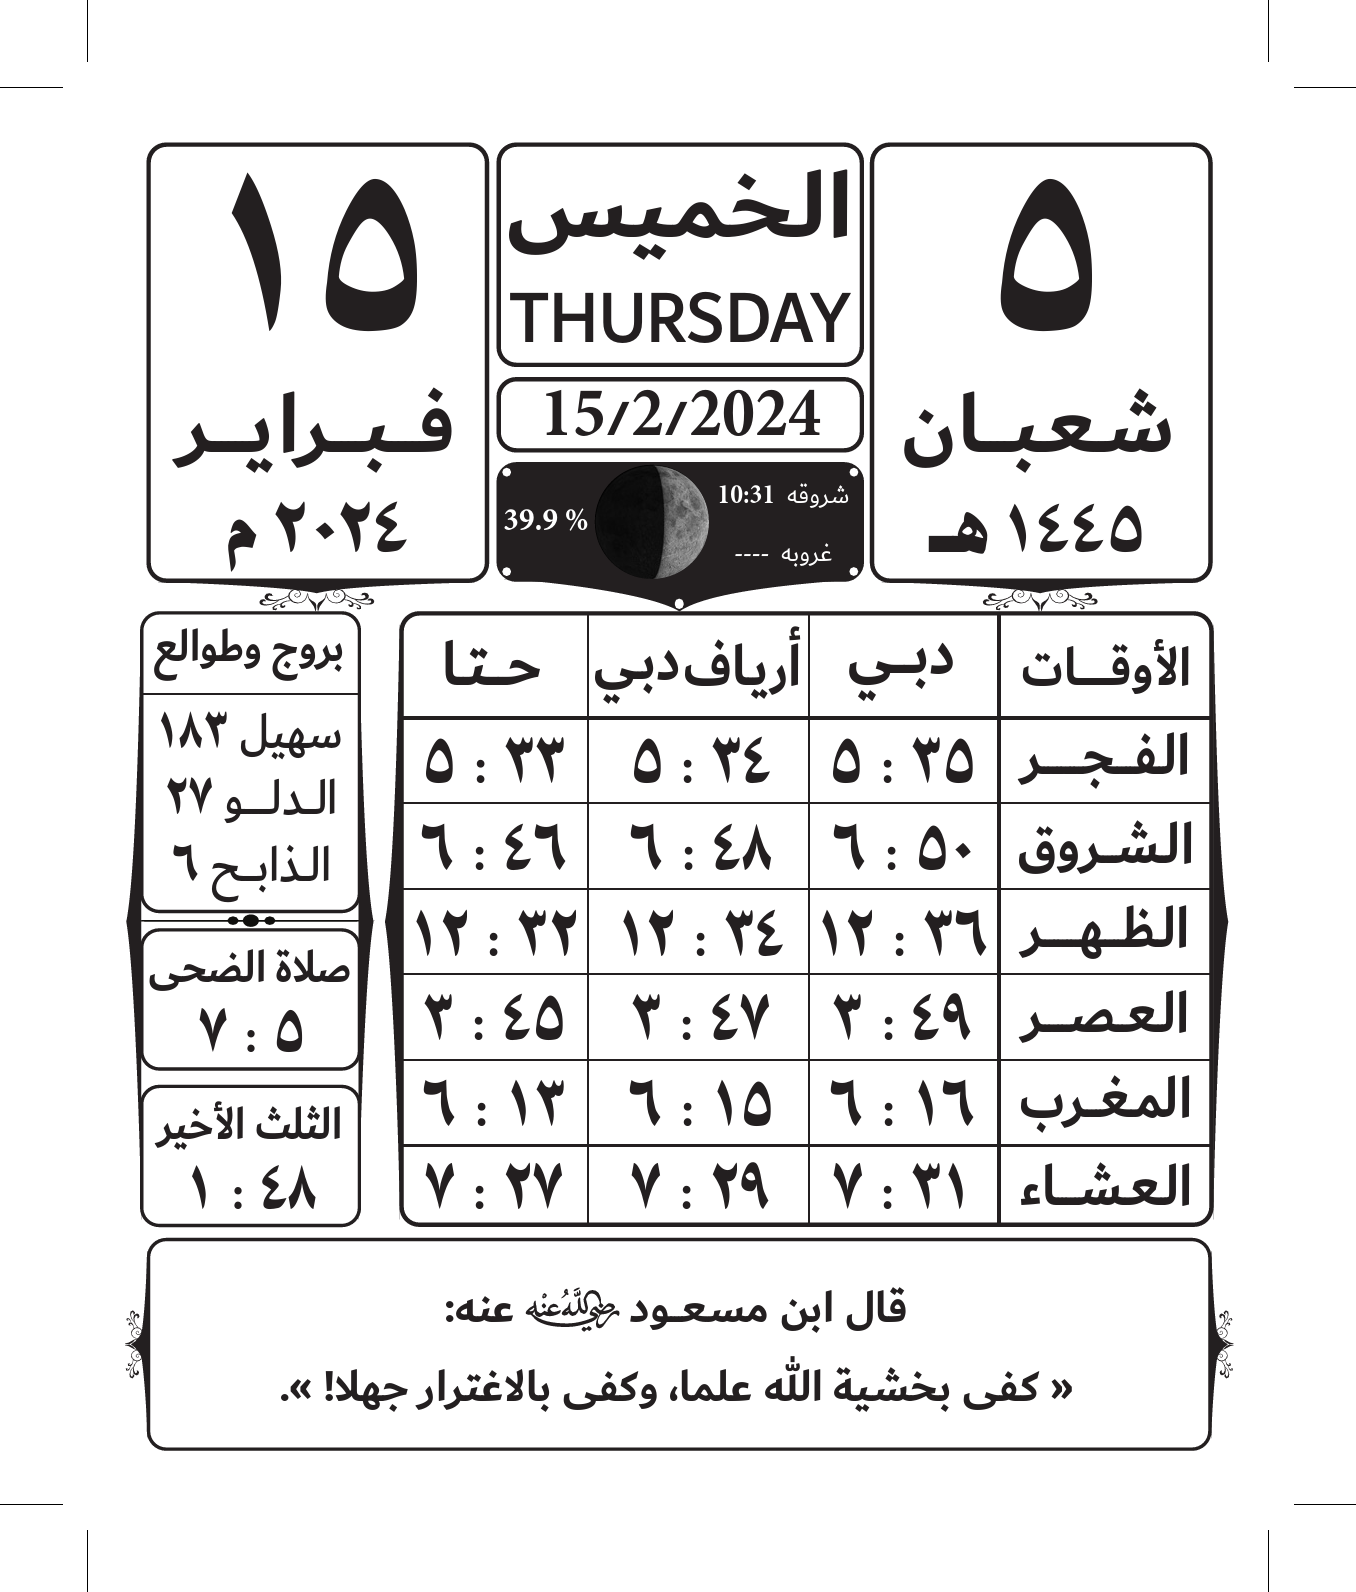 ٥
شعبان
١٤٤٥ هـ
الخميس
THURSDAY
15/2/2024
شروقه 10:31
غروبه ----
39.9 %
١٥
فبراير
٢٠٢٤ م
الأوقات دبي أرياف دبي حتا
الفجر ٣٥ : ٥ ٣٤ : ٥ ٣٣ : ٥
الشروق ٥٠ : ٦ ٤٨ : ٦ ٤٦ : ٦
الظهر ٣٦ : ١٢ ٣٤ : ١٢ ٣٢ : ١٢
العصر ٤٩ : ٣ ٤٧ : ٣ ٤٥ : ٣
المغرب ١٦ : ٦ ١٥ : ٦ ١٣ : ٦
العشاء ٣١ : ٧ ٢٩ : ٧ ٢٧ : ٧
بروج وطوالع
سهيل ١٨٣
الدلو ٢٧
الذابح ٦
صلاة الضحى
٥ : ٧
الثلث الأخير
٤٨ : ١
قال ابن مسعود رضي الله عنه عنه:
« كفى بخشية الله علما، وكفى بالاغترار جهلا! ».